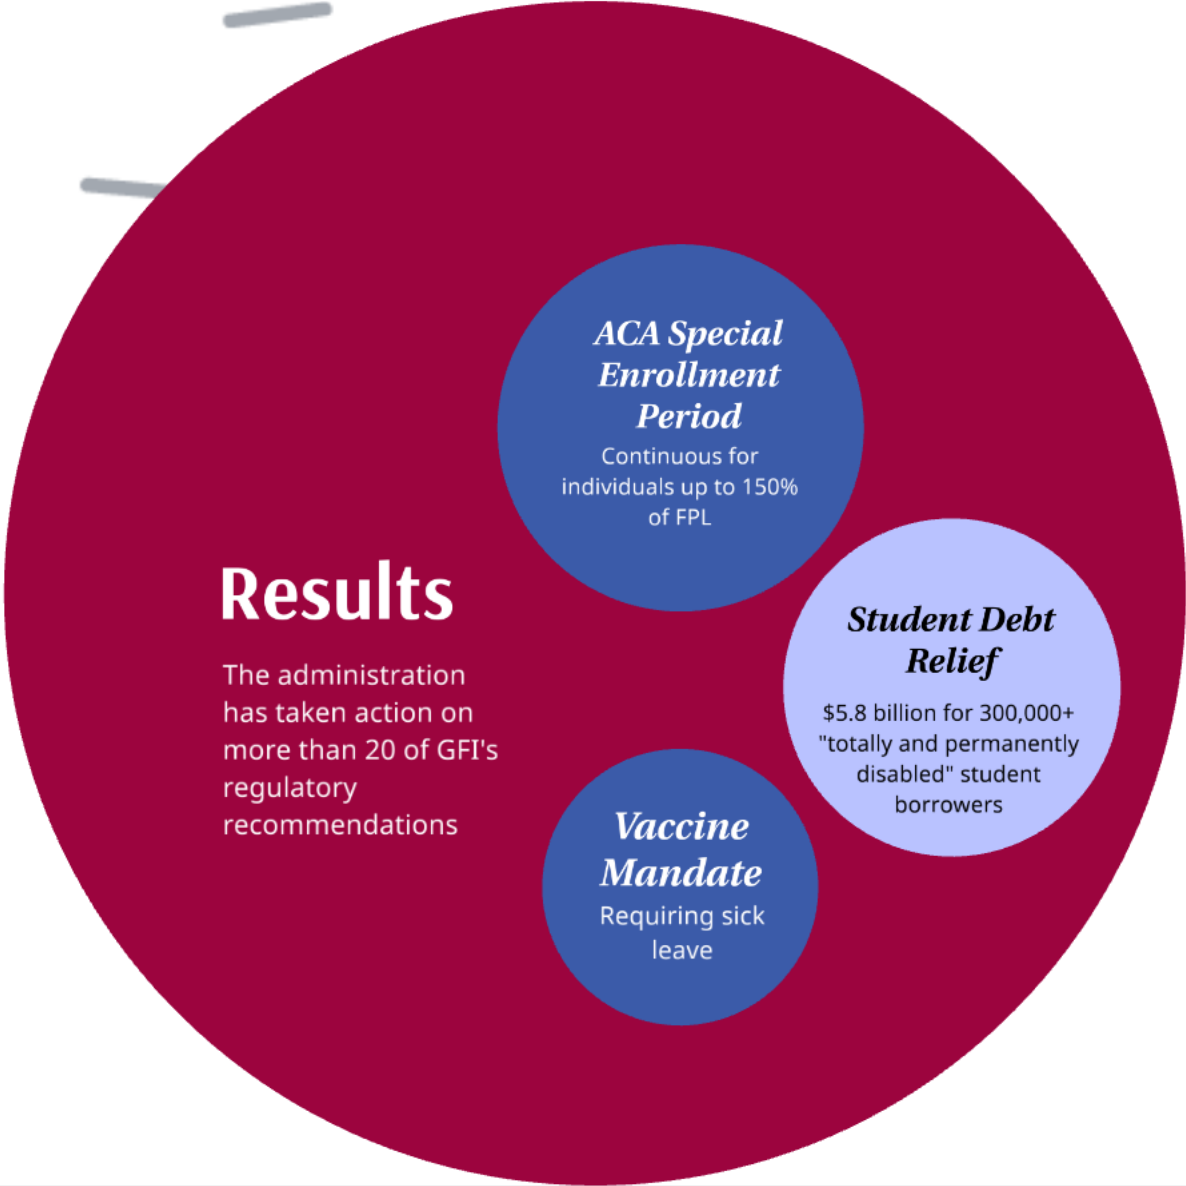 Results
The administration
has taken action on
more than 20 of GFI's
regulatory
recommendations
ACA Special
Enrollment
Period
Continuous for
individuals up to 150%
of FPL
Student Debt
Relief
$5.8 billion for 300,000+
"totally and permanently
disabled" student
borrowers
Vaccine
Mandate
Requiring sick
leave